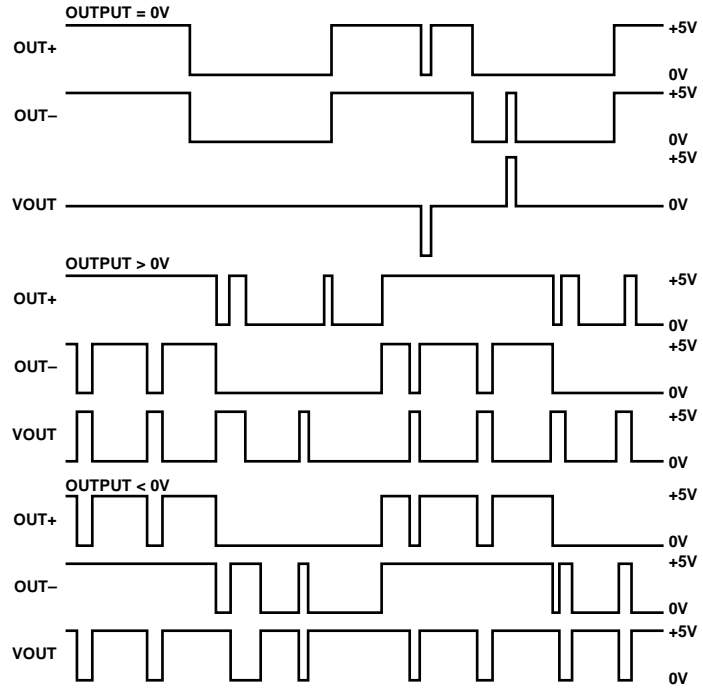 OUTPUT = 0V
+5V
OUT+
0V
+5V
OUT–
0V
+5V
VOUT
0V
OUTPUT > 0V
+5V
OUT+
0V
+5V
OUT–
0V
+5V
VOUT
0V
OUTPUT < 0V
+5V
OUT+
0V
+5V
OUT–
0V
+5V
VOUT
0V